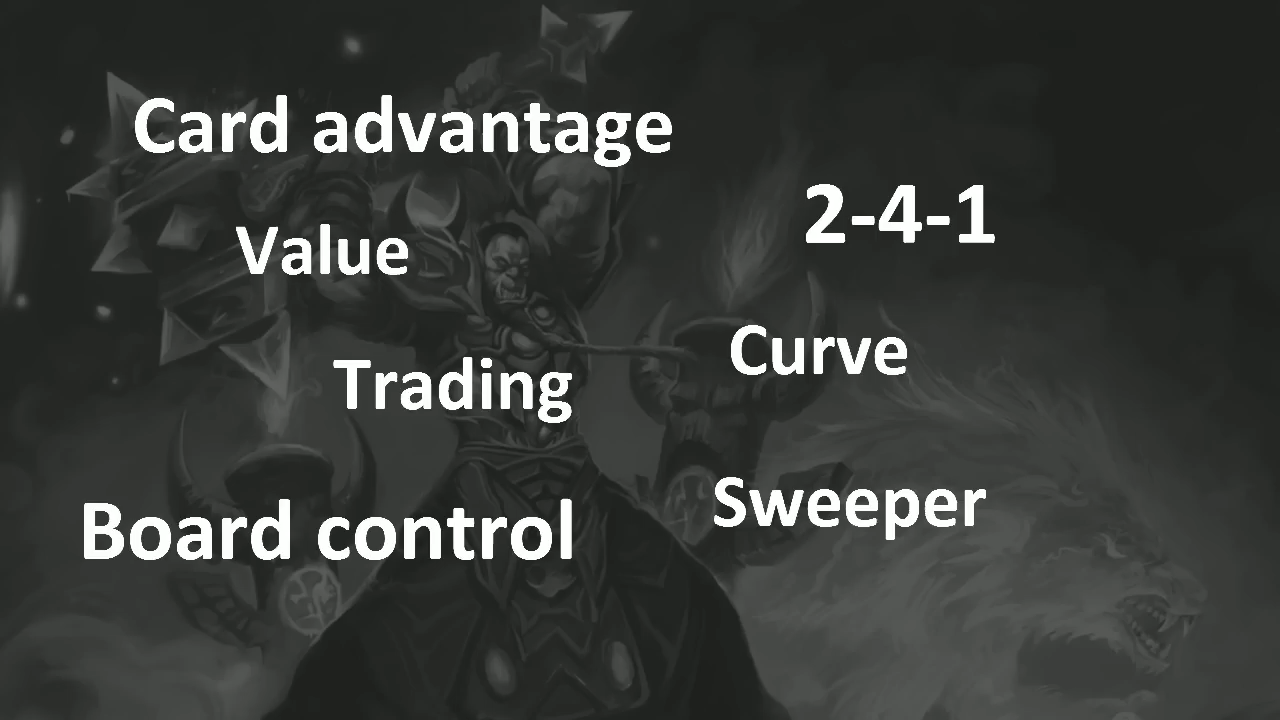 Card advantage
2-4-1
Value
Curve
Trading
Sweeper
Board control